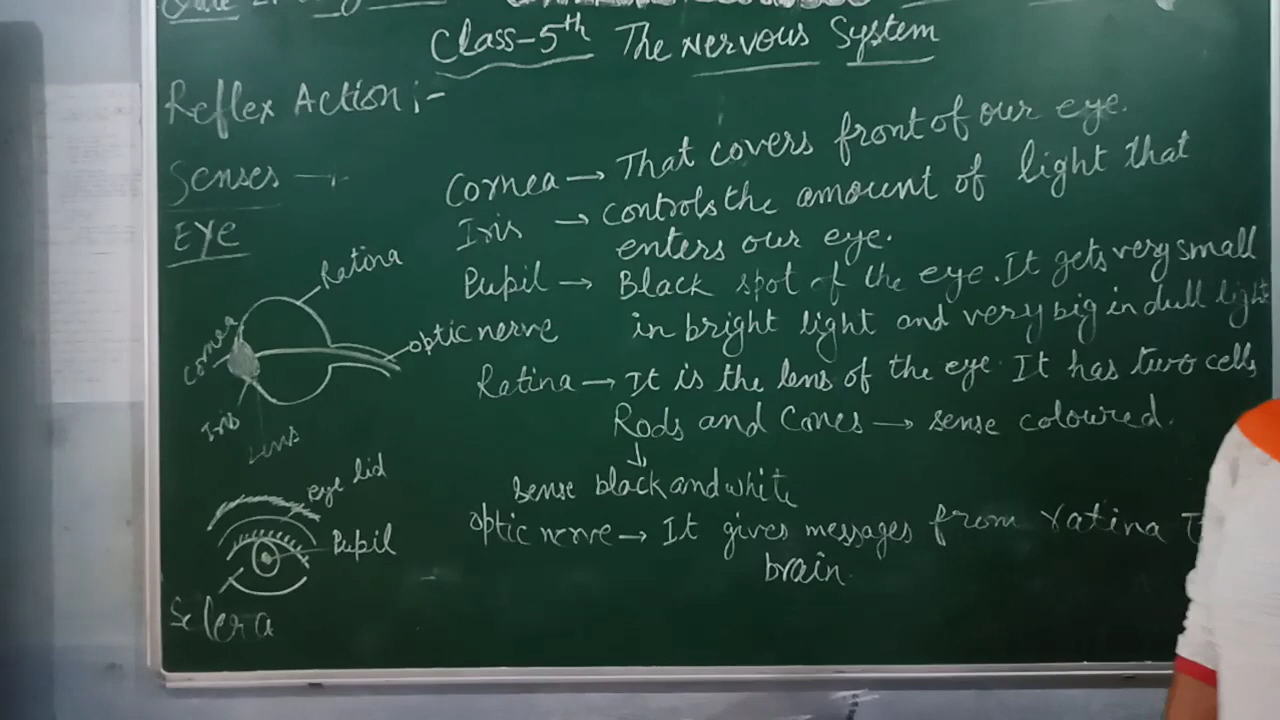 Class-5th The Nervous System
Reflex Action :-
Senses →
Cornea → That covers front of our eye.
Iris → controls the amount of light that
enters our eye.
EYE
Pupil → Black spot of the eye. It gets very small
in bright light and very big in dull light
Retina → It is the lens of the eye. It has two cells
Rods and Cones → sense coloured.
↓
Sense black and white
optic nerve → It gives messages from ratina
brain.
Retina
Cornea
optic nerve
Iris
Lens
eye lid
Pupil
Sclera